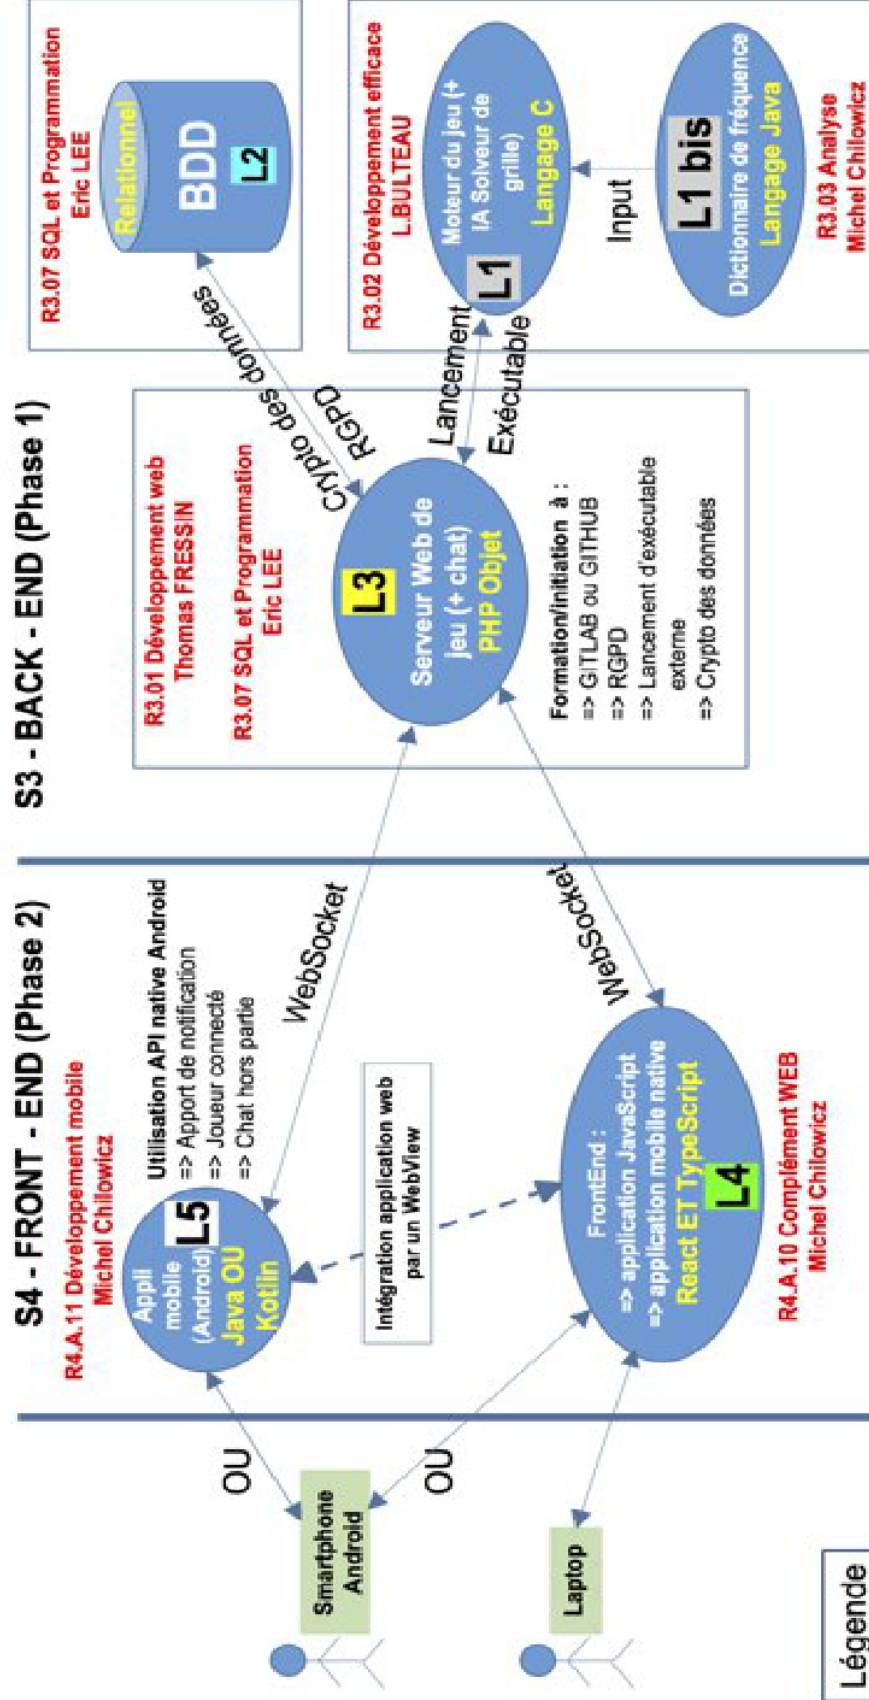 S4 - FRONT - END (Phase 2)
S3 - BACK - END (Phase 1)
Smartphone
Android
Laptop
OU
OU
Légende
R4.A.11 Développement mobile
Michel Chilowicz
Appli
mobile
(Android)
L5
Java OU
Kotlin
Utilisation API native Android
=> Apport de notification
=> Joueur connecté
=> Chat hors partie
WebSocket
Intégration application web
par un WebView
FrontEnd :
=> application JavaScript
=> application mobile native
React ET TypeScript
L4
R4.A.10 Complément WEB
Michel Chilowicz
WebSocket
R3.01 Développement web
Thomas FRESSIN
R3.07 SQL et Programmation
Eric LEE
L3
Serveur Web de
jeu (+ chat)
PHP Objet
Formation/initiation à :
=> GITLAB ou GITHUB
=> RGPD
=> Lancement d'exécutable
externe
=> Crypto des données
Crypto des données
RGPD
Lancement
Exécutable
R3.07 SQL et Programmation
Eric LEE
Relationnel
BDD
L2
R3.02 Développement efficace
L.BULTEAU
Moteur du jeu (+
IA Solveur de
grille)
Langage C
L1
Input
L1 bis
Dictionnaire de fréquence
Langage Java
R3.03 Analyse
Michel Chilowicz